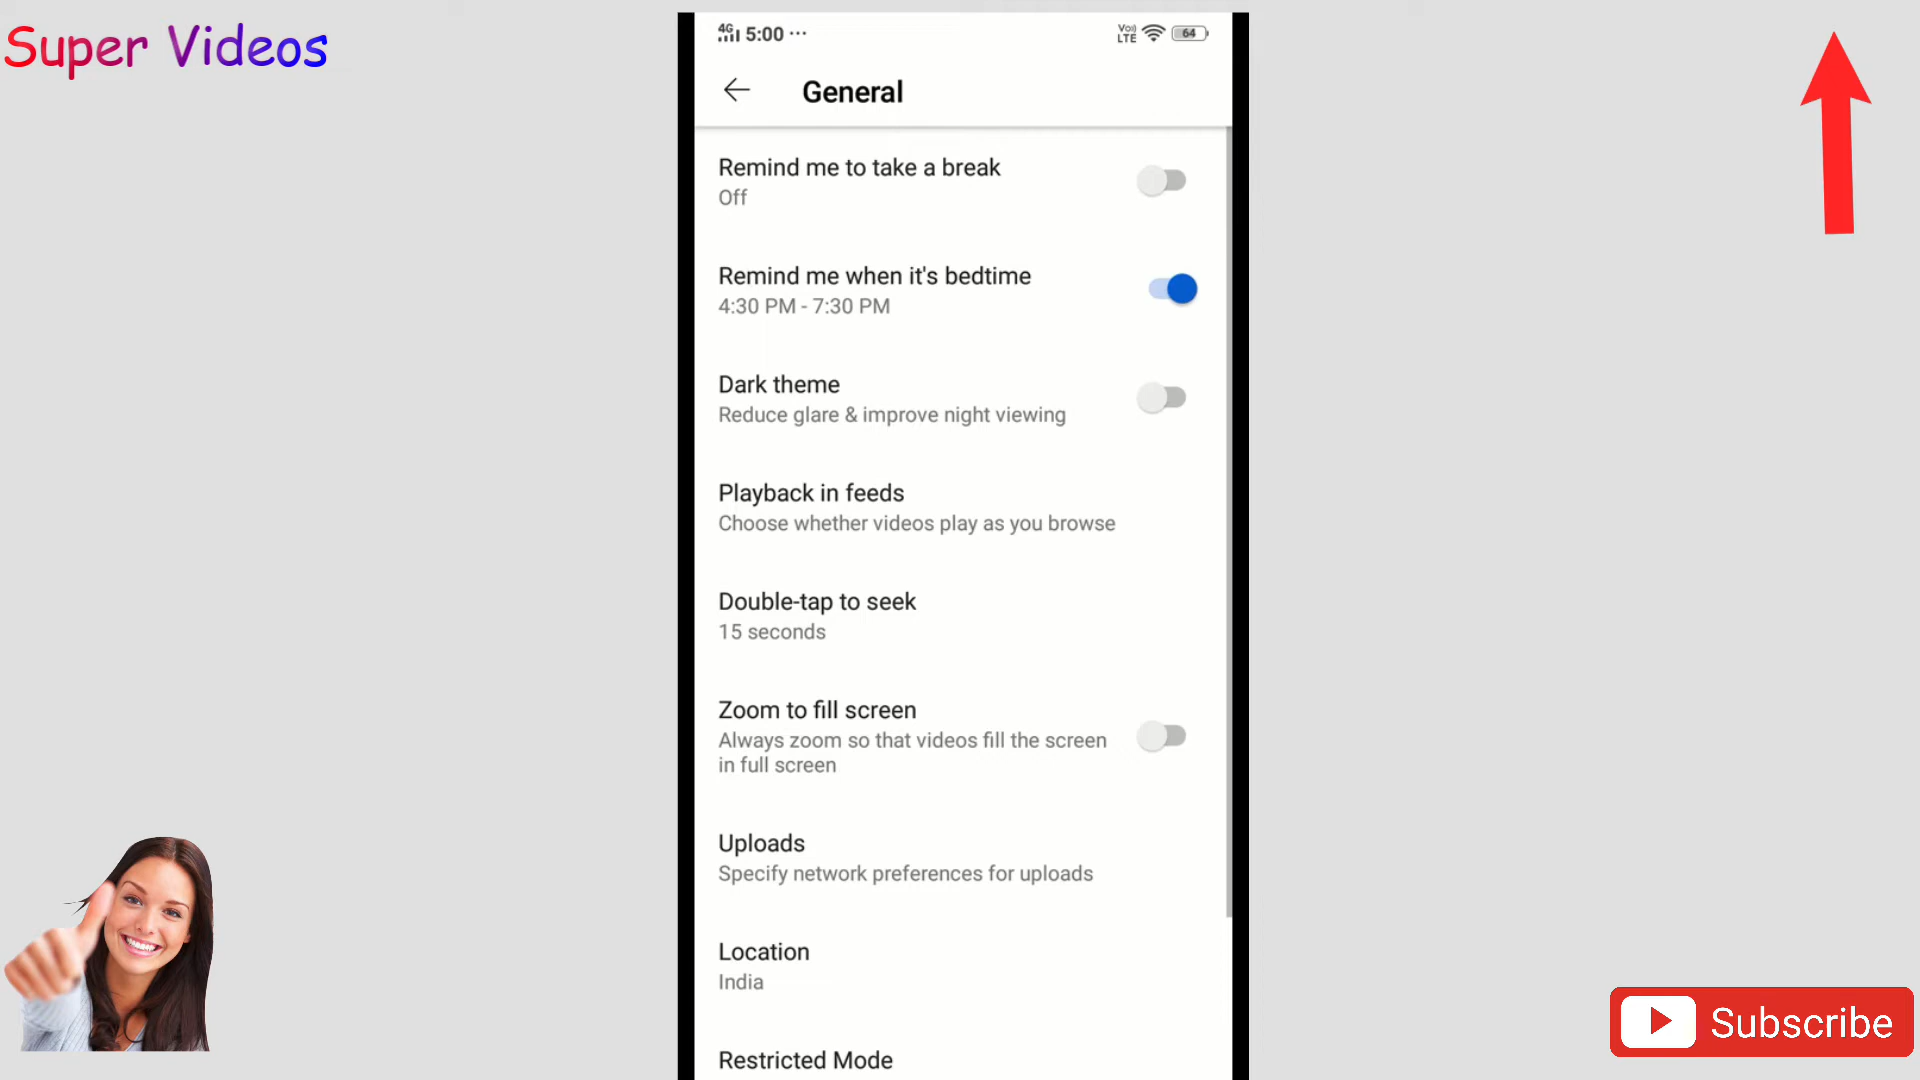 Super Videos
4G 5:00 ···
Vo) LTE 64
General
Remind me to take a break
Off
Remind me when it's bedtime
4:30 PM - 7:30 PM
Dark theme
Reduce glare & improve night viewing
Playback in feeds
Choose whether videos play as you browse
Double-tap to seek
15 seconds
Zoom to fill screen
Always zoom so that videos fill the screen
in full screen
Uploads
Specify network preferences for uploads
Location
India
Restricted Mode
Subscribe